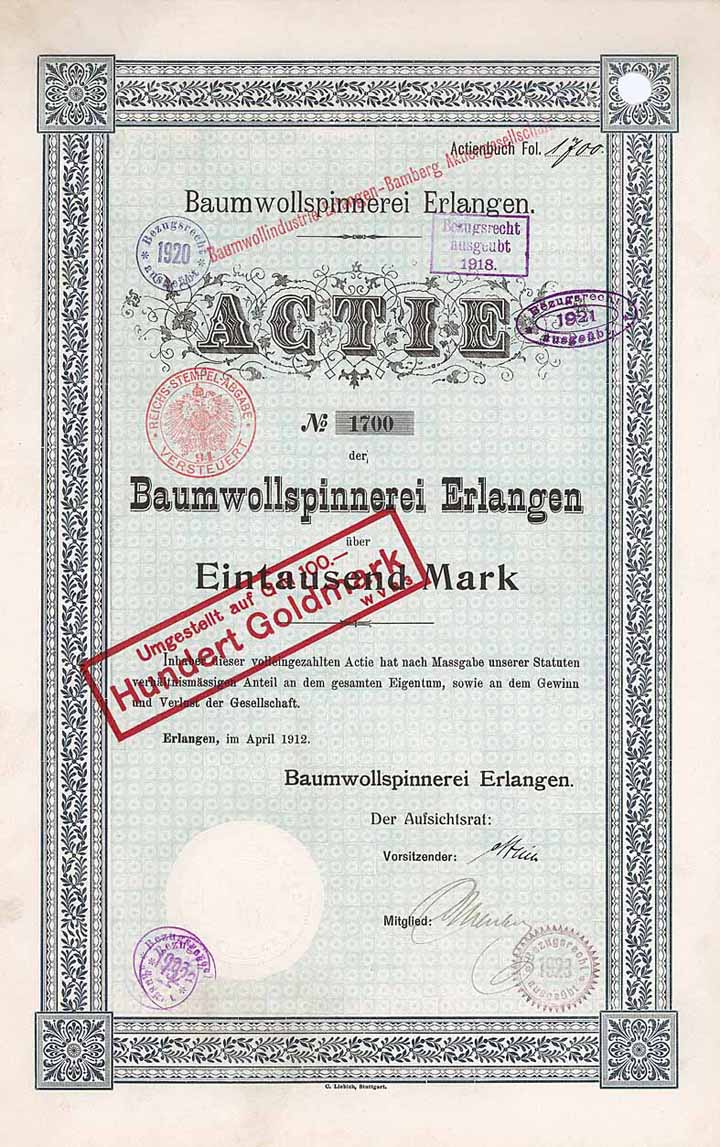 Actienbuch Fol. 1700.
Baumwollindustrie Erlangen-Bamberg Aktiengesellschaft
Baumwollspinnerei Erlangen.
Bezugsrecht
1920
ausgeübt
Bezugsrecht
ausgeübt
1918.
ACTIE
Bezugsrecht
1921
ausgeübt
REICHS-STEMPEL-ABGABE
94.
VERSTEUERT
No 1700
der
Baumwollspinnerei Erlangen
über
Eintausend Mark
Umgestellt auf G.M. 100.—
Hundert Goldmark
Inhaber dieser volleingezahlten Actie hat nach Massgabe unserer Statuten
verhältnismässigen Anteil an dem gesamten Eigentum, sowie an dem Gewinn
und Verlust der Gesellschaft.
Erlangen, im April 1912.
Baumwollspinnerei Erlangen.
Der Aufsichtsrat:
Vorsitzender:
Mitglied:
Bezugsrecht
1923
C. Liebich, Stuttgart.